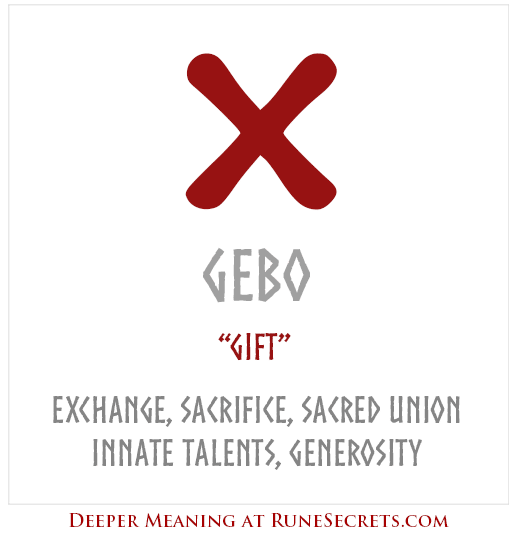 GEBO
“GIFT”
EXCHANGE, SACRIFICE, SACRED UNION
INNATE TALENTS, GENEROSITY
DEEPER MEANING AT RUNESECRETS.COM